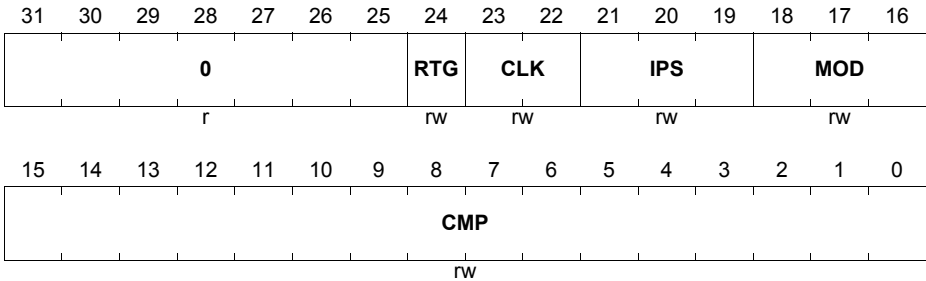 31 30 29 28 27 26 25 24 23 22 21 20 19 18 17 16
0 RTG CLK IPS MOD
r rw rw rw rw
15 14 13 12 11 10 9 8 7 6 5 4 3 2 1 0
CMP
rw